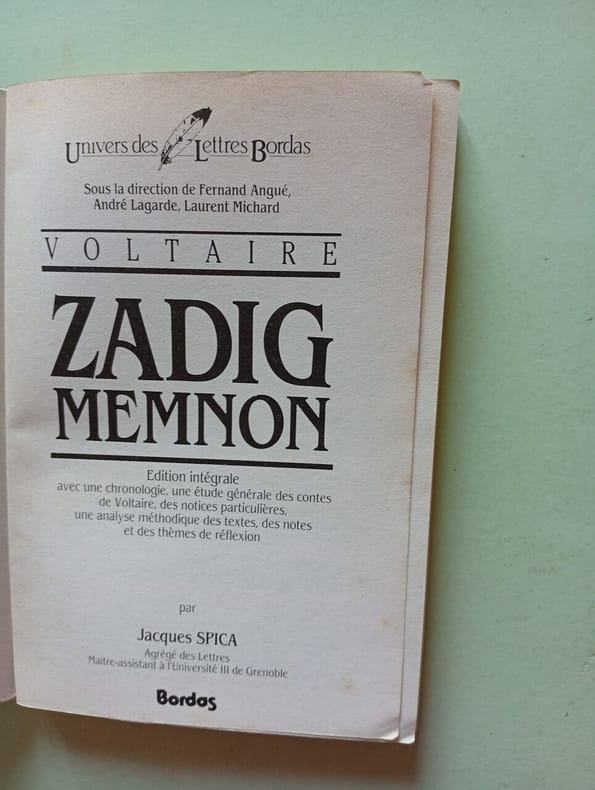 Univers des Lettres Bordas
Sous la direction de Fernand Angué,
André Lagarde, Laurent Michard
VOLTAIRE
ZADIG
MEMNON
Edition intégrale
avec une chronologie, une étude générale des contes
de Voltaire, des notices particulières,
une analyse méthodique des textes, des notes
et des thèmes de réflexion
par
Jacques SPICA
Agrégé des Lettres
Maître-assistant à l'Université III de Grenoble
Bordas